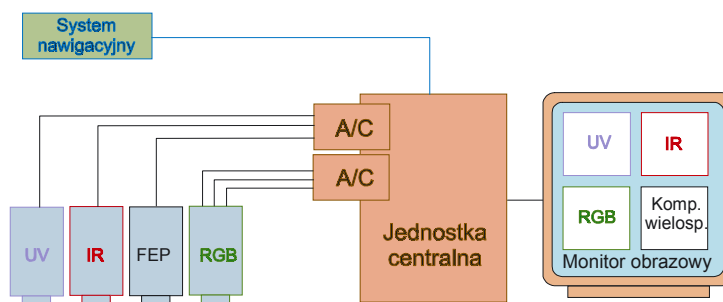 System
nawigacyjny
A/C
A/C
Jednostka
centralna
UV
IR
FEP
RGB
UV
IR
RGB
Komp.
wielosp.
Monitor obrazowy